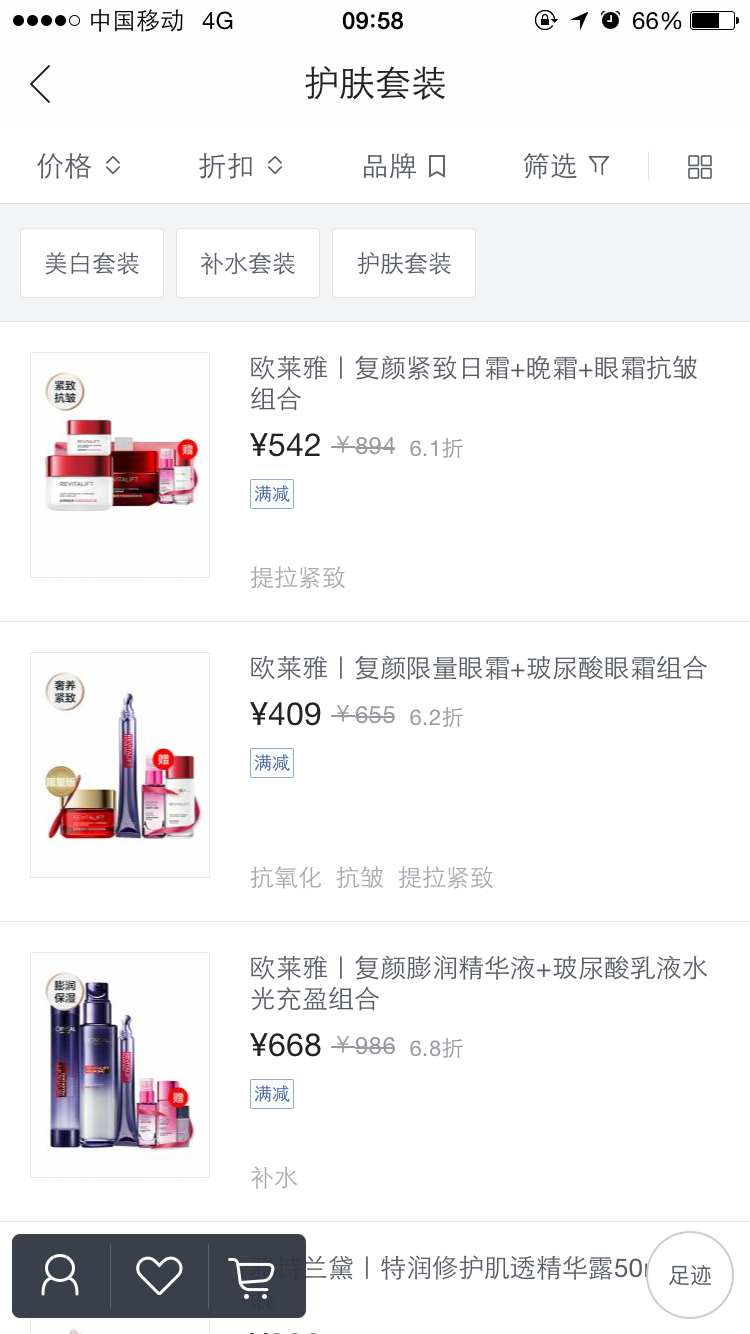 中国移动 4G 09:58 66%
护肤套装
价格 折扣 品牌 筛选
美白套装 补水套装 护肤套装
紧致
抗皱
赠
REVITALIFT
欧莱雅丨复颜紧致日霜+晚霜+眼霜抗皱
组合
¥542 ￥894 6.1折
满减
提拉紧致
奢养
紧致
赠
限量版
REVITALIFT
欧莱雅丨复颜限量眼霜+玻尿酸眼霜组合
¥409 ￥655 6.2折
满减
抗氧化 抗皱 提拉紧致
膨润
保湿
赠
欧莱雅丨复颜膨润精华液+玻尿酸乳液水
光充盈组合
¥668 ￥986 6.8折
满减
补水
诗兰黛丨特润修护肌透精华露50
足迹